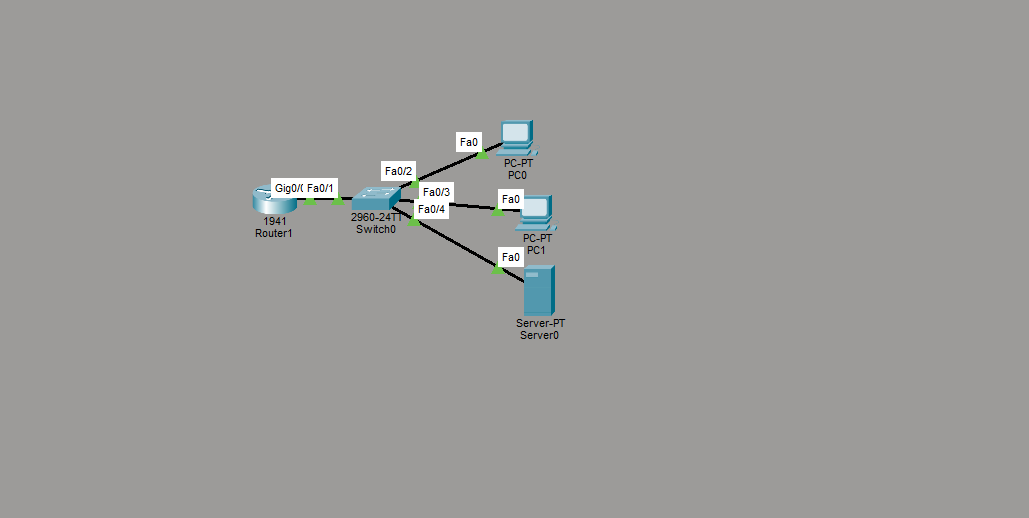 Fa0
PC-PT
PC0
Fa0/2
Gig0/( Fa0/1
Fa0/3
Fa0
Fa0/4
1941
Router1
2960-24TT
Switch0
PC-PT
PC1
Fa0
Server-PT
Server0